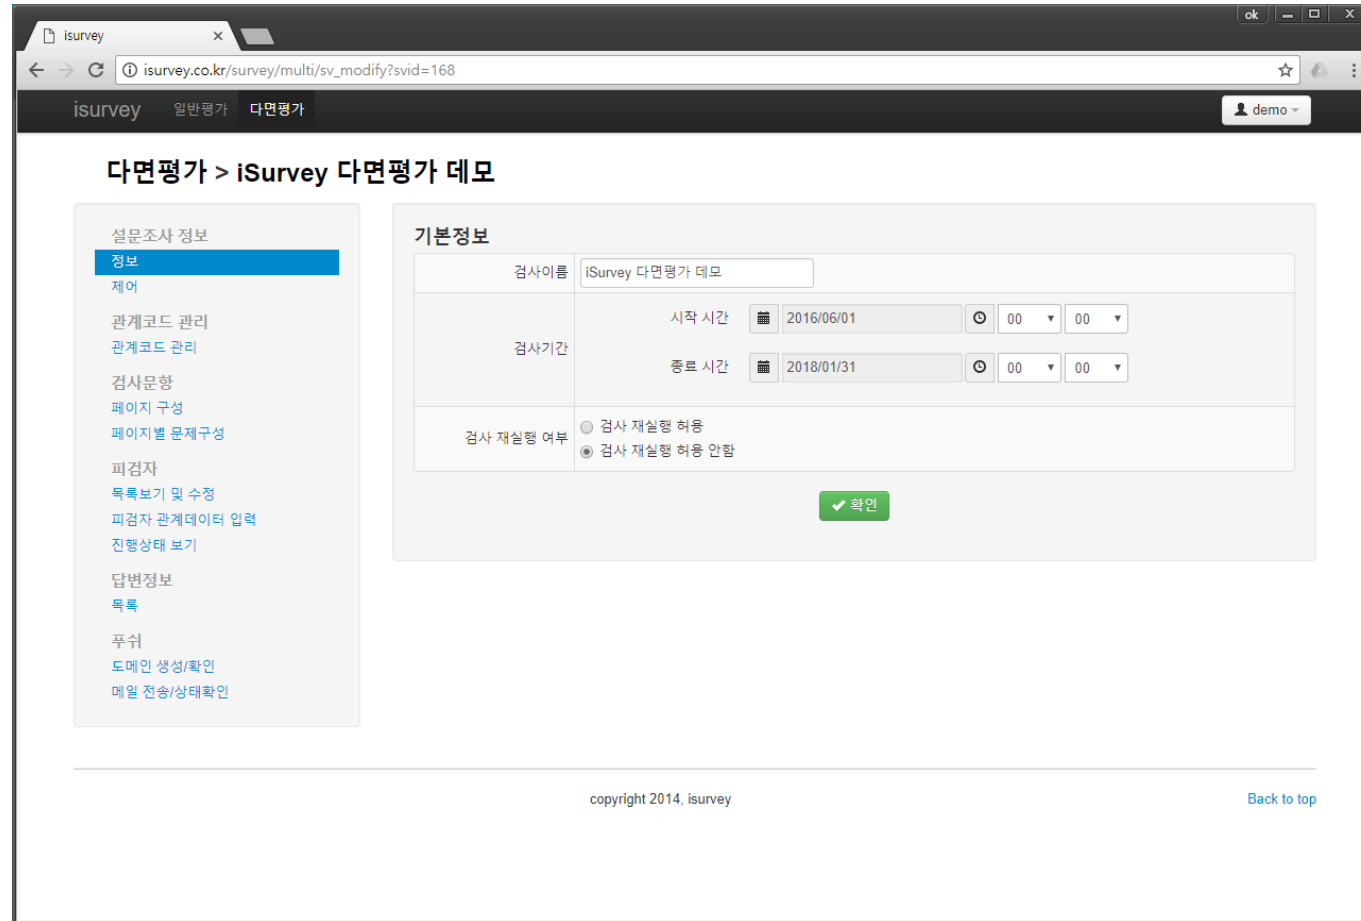 ok
isurvey
isurvey.co.kr/survey/multi/sv_modify?svid=168
isurvey 일반평가 다면평가 demo
다면평가 > iSurvey 다면평가 데모
설문조사 정보
정보
제어
관계코드 관리
관계코드 관리
검사문항
페이지 구성
페이지별 문제구성
피검자
목록보기 및 수정
피검자 관계데이터 입력
진행상태 보기
답변정보
목록
푸쉬
도메인 생성/확인
메일 전송/상태확인
기본정보
검사이름 iSurvey 다면평가 데모
검사기간
시작 시간 2016/06/01 00 00
종료 시간 2018/01/31 00 00
검사 재실행 여부
검사 재실행 허용
검사 재실행 허용 안함
확인
copyright 2014, isurvey
Back to top